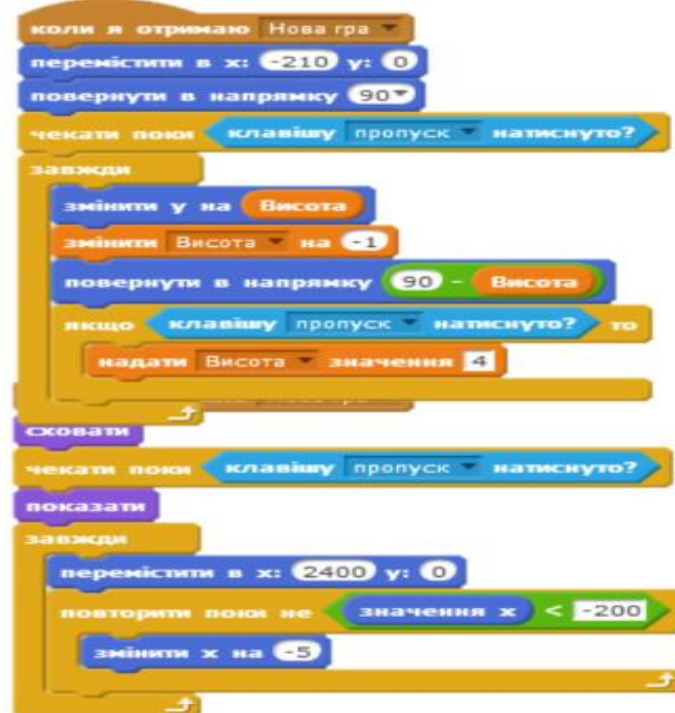 коли я отримаю Нова гра
перемістити в x: -210 y: 0
повернути в напрямку 90
чекати поки клавішу пропуск натиснуто?
завжди
змінити y на Висота
змінити Висота на -1
повернути в напрямку 90 - Висота
якщо клавішу пропуск натиснуто? то
надати Висота значення 4
сховати
чекати поки клавішу пропуск натиснуто?
показати
завжди
перемістити в x: 2400 y: 0
повторити поки не значення x < -200
змінити x на -5